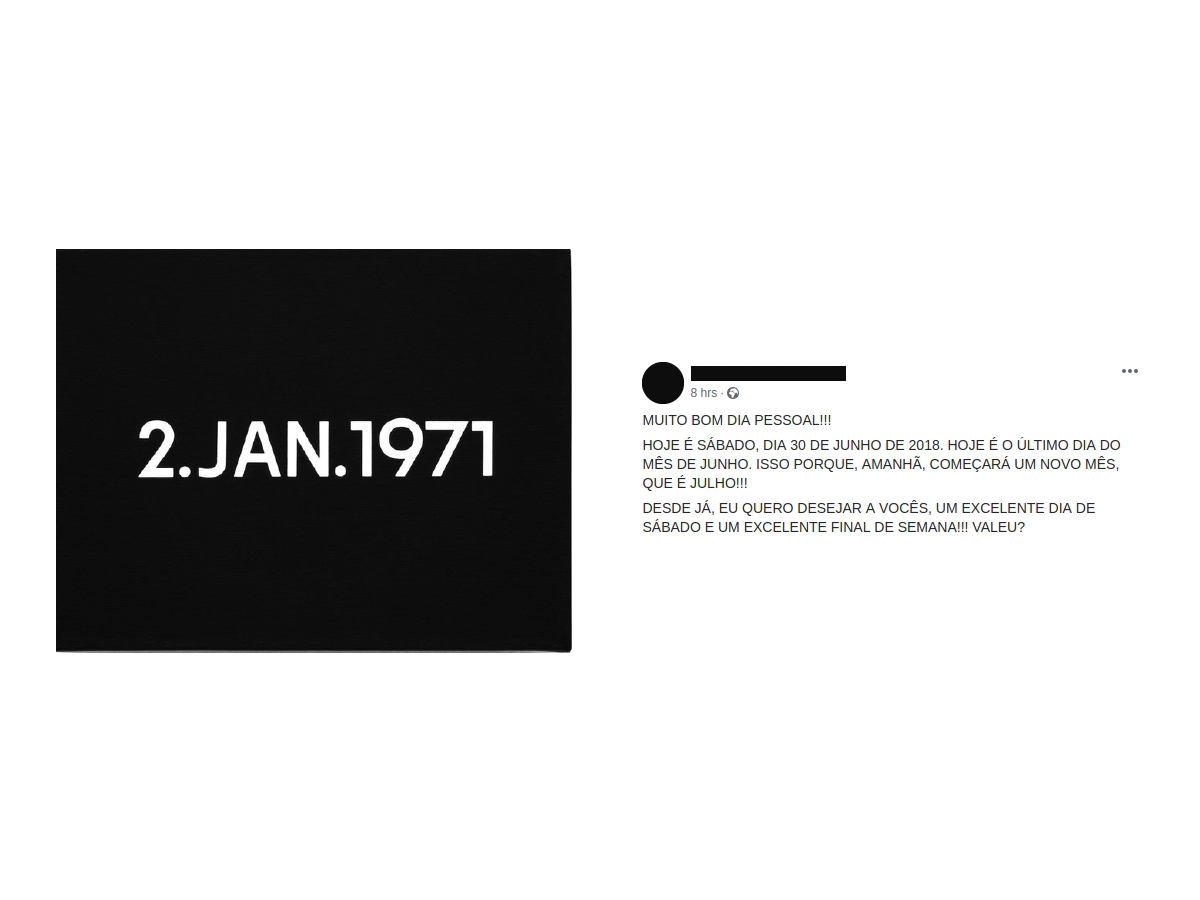 2.JAN.1971
8 hrs ·
MUITO BOM DIA PESSOAL!!!
HOJE É SÁBADO, DIA 30 DE JUNHO DE 2018. HOJE É O ÚLTIMO DIA DO
MÊS DE JUNHO. ISSO PORQUE, AMANHÃ, COMEÇARÁ UM NOVO MÊS,
QUE É JULHO!!!
DESDE JÁ, EU QUERO DESEJAR A VOCÊS, UM EXCELENTE DIA DE
SÁBADO E UM EXCELENTE FINAL DE SEMANA!!! VALEU?